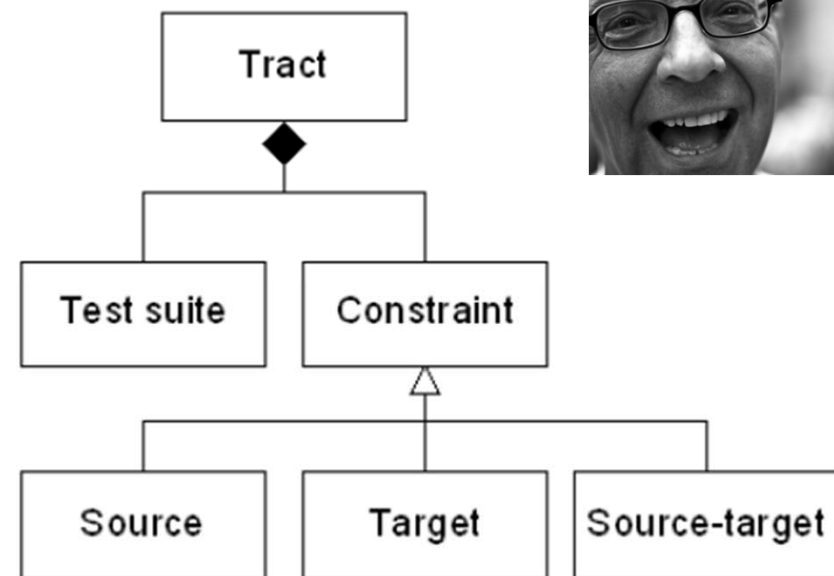 Tract
Test suite
Constraint
Source
Target
Source-target